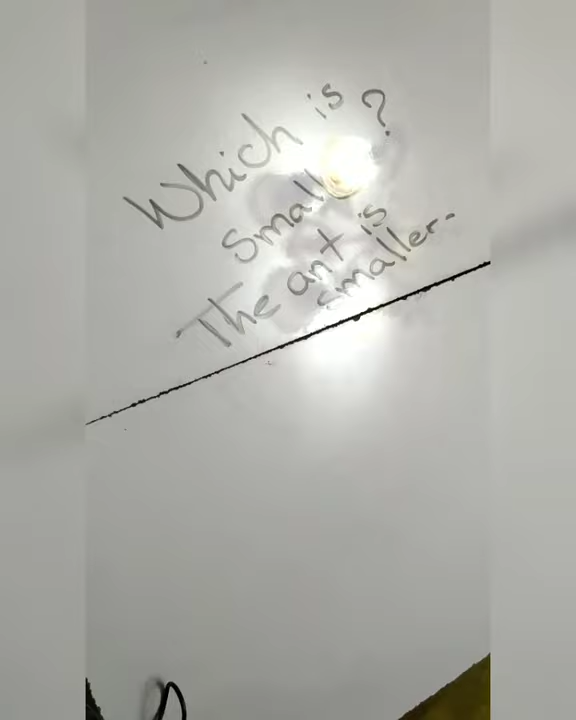 Which is
Small ?
The ant is
smaller.